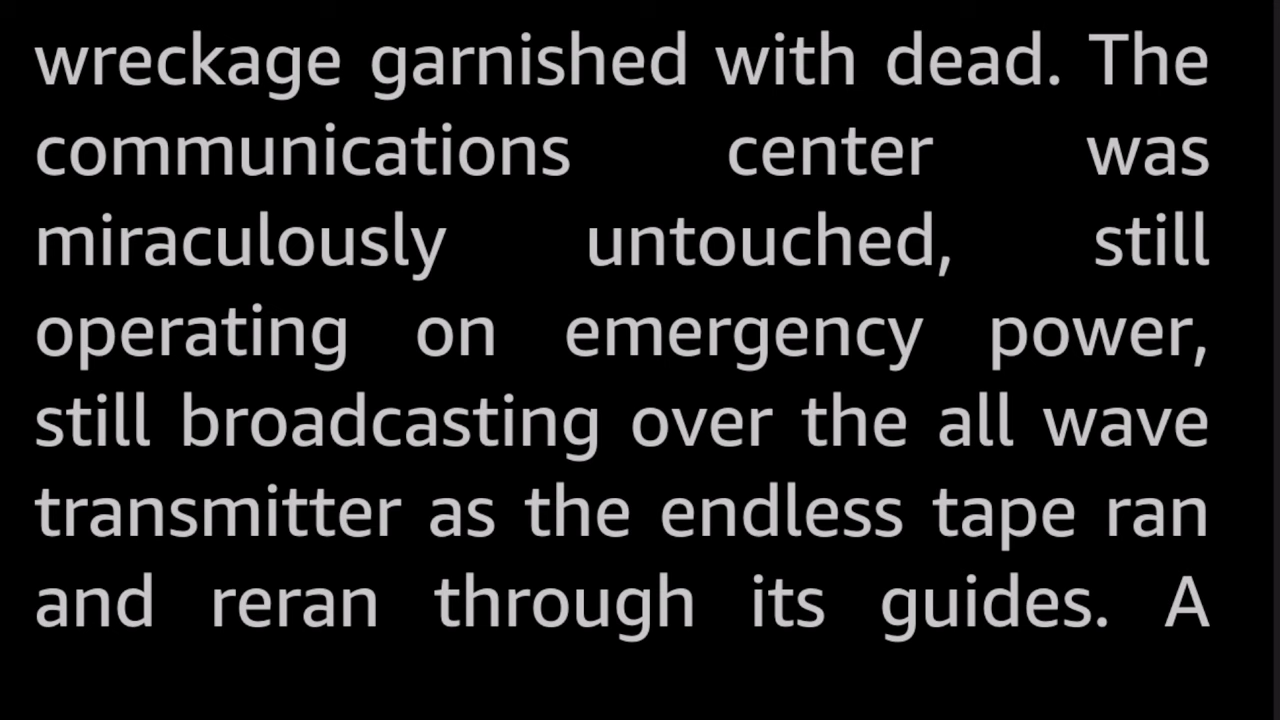 wreckage garnished with dead. The
communications center was
miraculously untouched, still
operating on emergency power,
still broadcasting over the all wave
transmitter as the endless tape ran
and reran through its guides. A